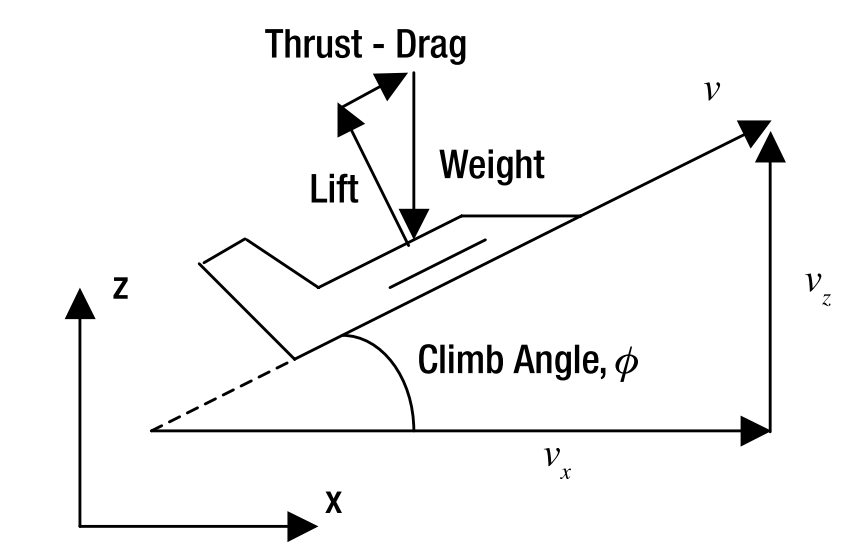 Thrust - Drag
v
Weight
Lift
z
v_z
Climb Angle, ϕ
v_x
x